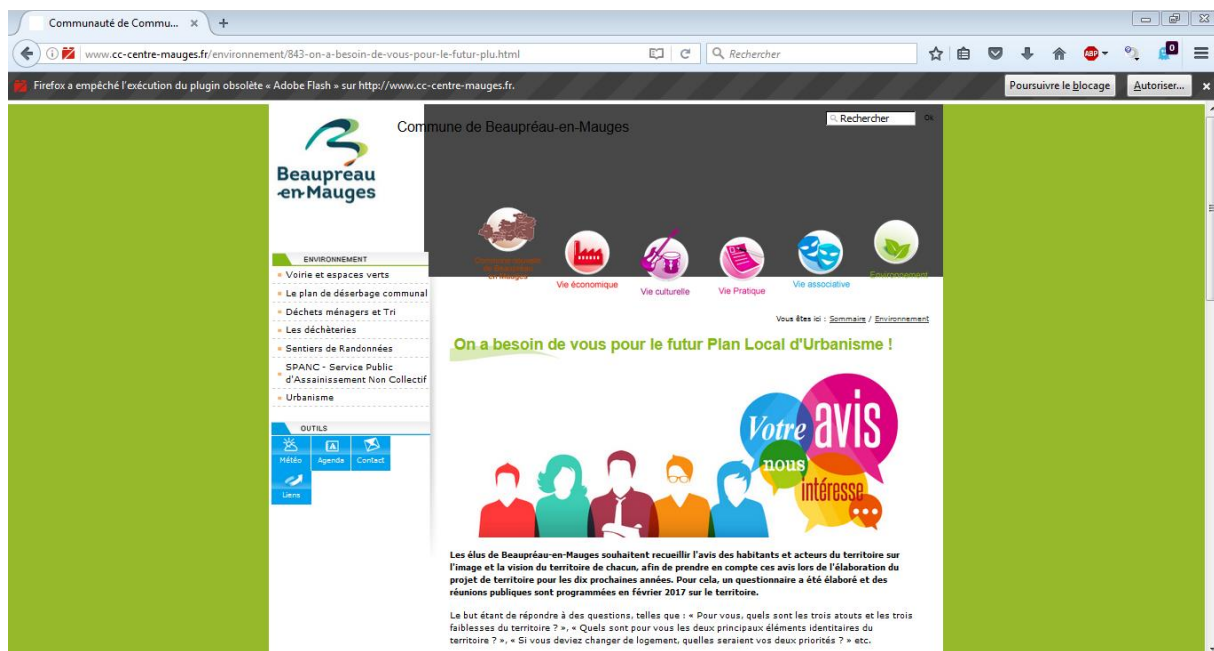 Communauté de Commu...
www.cc-centre-mauges.fr/environnement/843-on-a-besoin-de-vous-pour-le-futur-plu.html
Rechercher
ABP
0
Firefox a empêché l'exécution du plugin obsolète « Adobe Flash » sur http://www.cc-centre-mauges.fr.
Poursuivre le blocage
Autoriser...
Commune de Beaupréau-en-Mauges
Rechercher
Ok
Beaupreau
-en-Mauges
en-Mauges
Vie économique
Vie culturelle
Vie Pratique
Vie associative
Environnement
ENVIRONNEMENT
Voirie et espaces verts
Le plan de déserbage communal
Déchets ménagers et Tri
Les déchèteries
Sentiers de Randonnées
SPANC - Service Public
d'Assainissement Non Collectif
Urbanisme
OUTILS
Météo
Agenda
Contact
Liens
Vous êtes ici : Sommaire / Environnement
On a besoin de vous pour le futur Plan Local d'Urbanisme !
Votre avis
nous
intéresse
Les élus de Beaupréau-en-Mauges souhaitent recueillir l'avis des habitants et acteurs du territoire sur
l'image et la vision du territoire de chacun, afin de prendre en compte ces avis lors de l'élaboration du
projet de territoire pour les dix prochaines années. Pour cela, un questionnaire a été élaboré et des
réunions publiques sont programmées en février 2017 sur le territoire.
Le but étant de répondre à des questions, telles que : « Pour vous, quels sont les trois atouts et les trois
faiblesses du territoire ? », « Quels sont pour vous les deux principaux éléments identitaires du
territoire ? », « Si vous deviez changer de logement, quelles seraient vos deux priorités ? » etc.